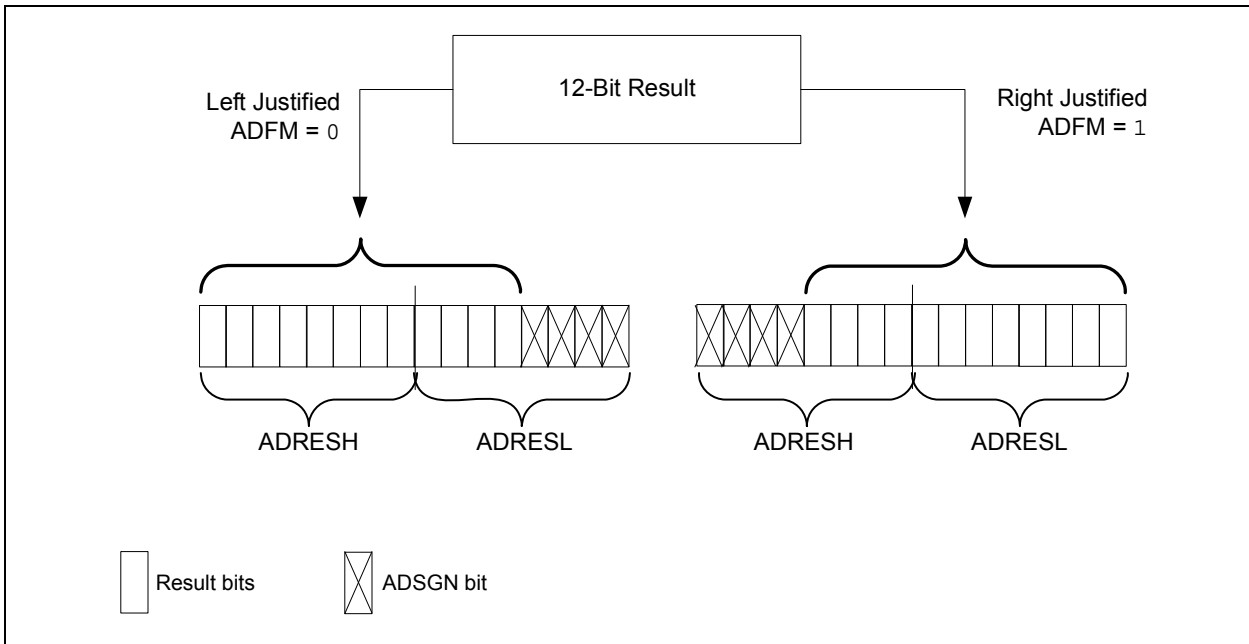 12-Bit Result
Left Justified
ADFM = 0
Right Justified
ADFM = 1
ADRESH
ADRESL
ADRESH
ADRESL
Result bits
ADSGN bit